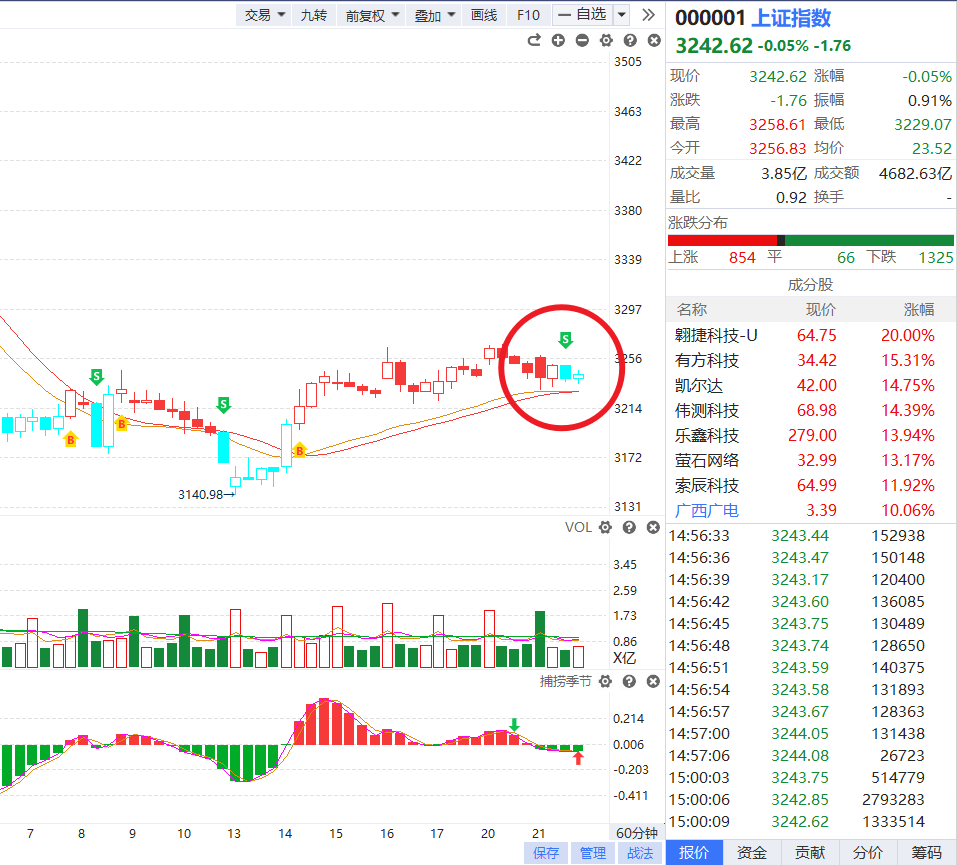 交易 九转 前复权 叠加 画线 F10 一 自选
000001 上证指数
3242.62 -0.05% -1.76
现价 3242.62 涨幅 -0.05%
涨跌 -1.76 振幅 0.91%
最高 3258.61 最低 3229.07
今开 3256.83 均价 23.52
成交量 3.85亿 成交额 4682.63亿
量比 0.92 换手 -
涨跌分布
上涨 854 平 66 下跌 1325
成分股
名称 现价 涨幅
翱捷科技-U 64.75 20.00%
有方科技 34.42 15.31%
凯尔达 42.00 14.75%
伟测科技 68.98 14.39%
乐鑫科技 279.00 13.94%
萤石网络 32.99 13.17%
索辰科技 64.99 11.92%
广西广电 3.39 10.06%
14:56:33 3243.44 152938
14:56:36 3243.47 150148
14:56:39 3243.17 120400
14:56:42 3243.60 136085
14:56:45 3243.75 130489
14:56:48 3243.74 128650
14:56:51 3243.59 140375
14:56:54 3243.58 131893
14:56:57 3243.67 128363
14:57:00 3244.05 131438
14:57:06 3244.08 26723
15:00:03 3243.75 514779
15:00:06 3242.85 2793283
15:00:09 3242.62 1333514
报价 资金 贡献 分价 筹码
3505
3463
3422
3380
3339
3297
3256
3214
3172
3131
S
S
S
B
B
B
3140.98→
VOL
3.45
2.59
1.73
0.86
X亿
捕捞季节
0.214
0.006
-0.203
-0.411
7 8 9 10 13 14 15 16 17 20 21 60分钟
保存 管理 战法